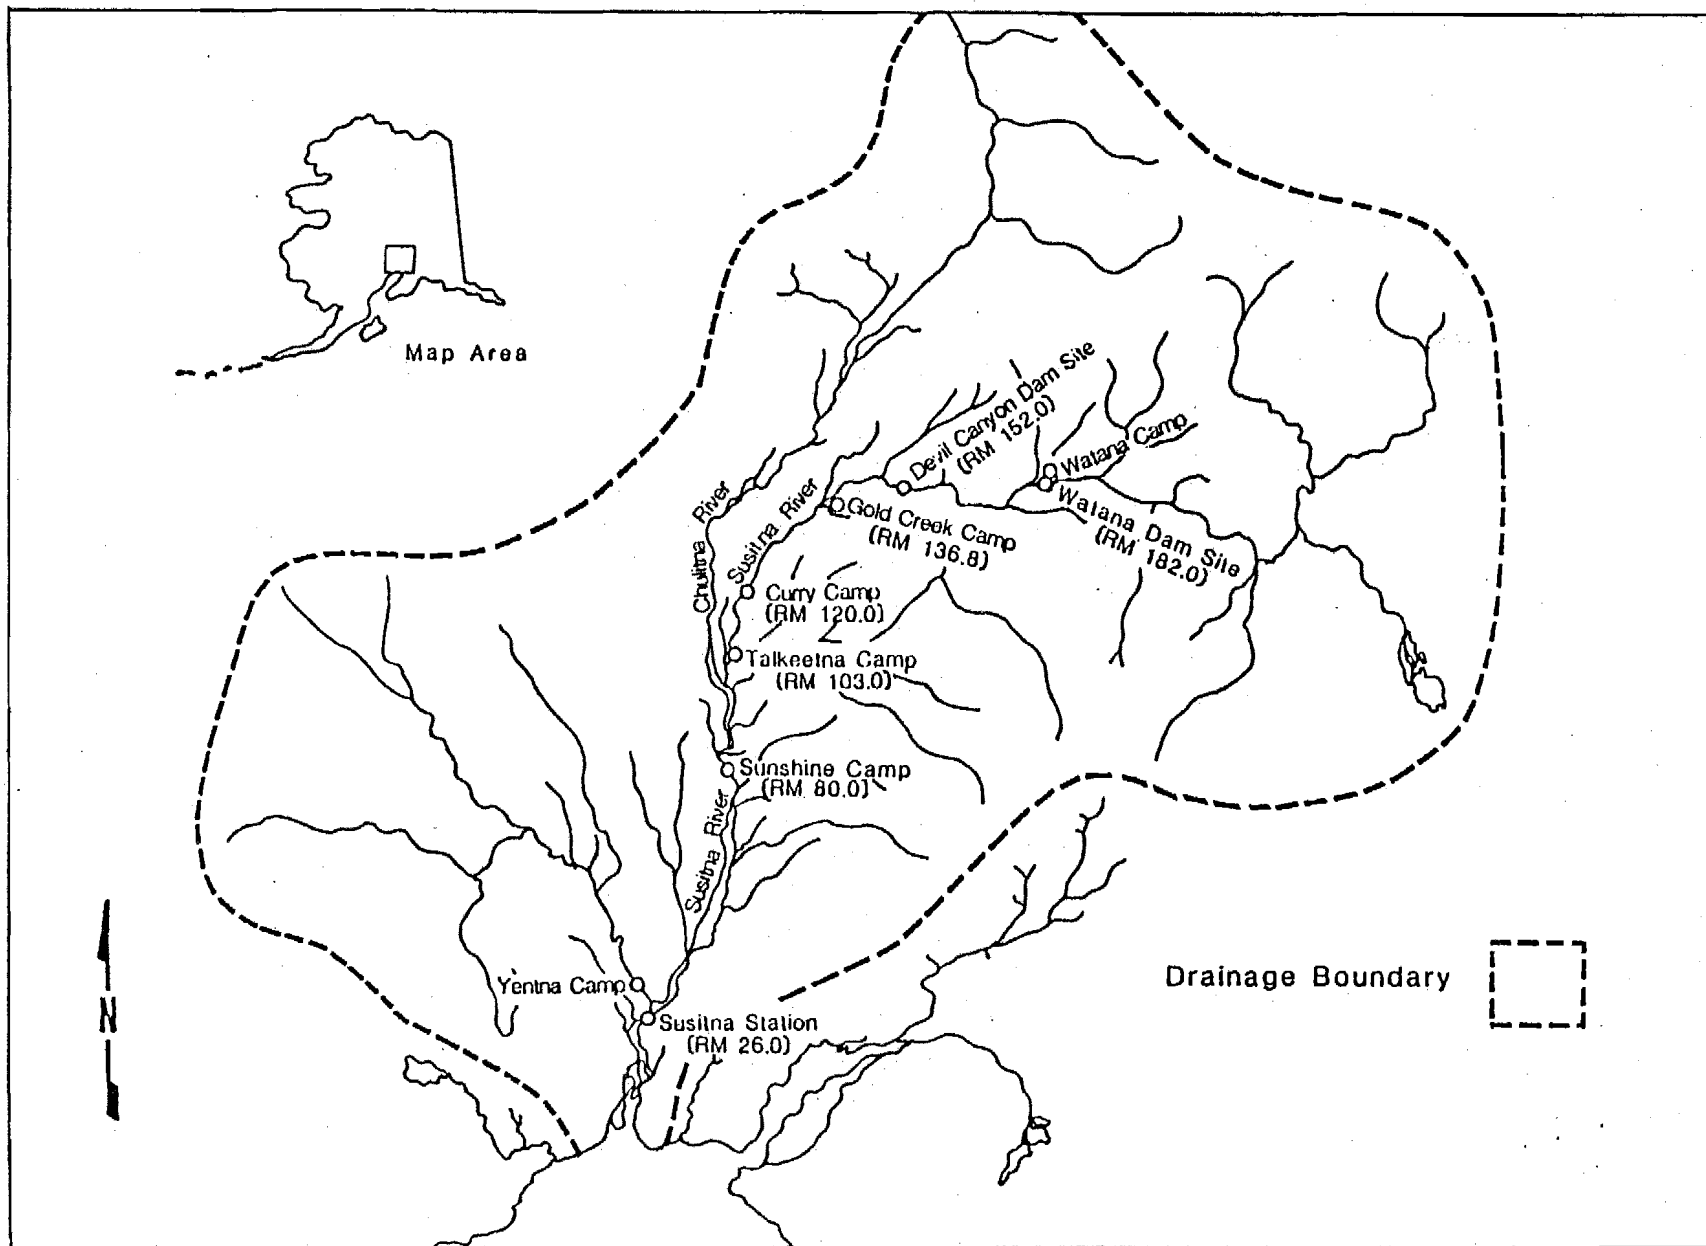 Map Area
Devil Canyon Dam Site
(RM 152.0)
Watana Camp
Watana Dam Site
(RM 182.0)
Chulitna River
Susitna River
Gold Creek Camp
(RM 136.8)
Curry Camp
(RM 120.0)
Talkeetna Camp
(RM 103.0)
Sunshine Camp
(RM 80.0)
Susitna River
Yentna Camp
Susitna Station
(RM 26.0)
N
Drainage Boundary